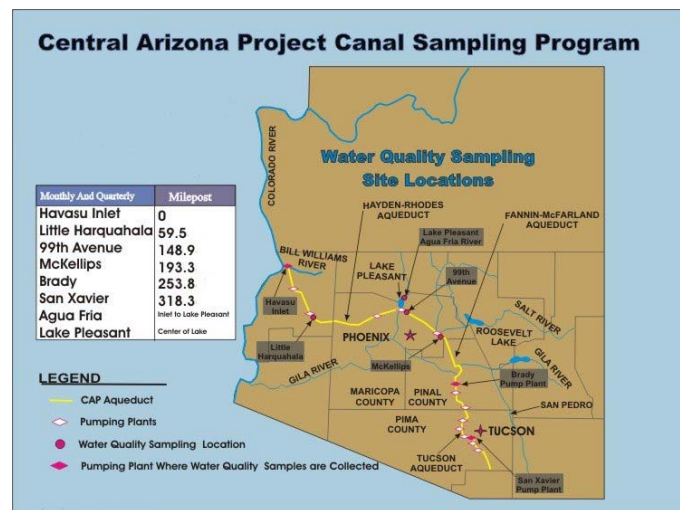 Central Arizona Project Canal Sampling Program
Water Quality Sampling
Site Locations
COLORADO RIVER
Monthly And Quarterly Milepost
Havasu Inlet 0
Little Harquahala 59.5
99th Avenue 148.9
McKellips 193.3
Brady 253.8
San Xavier 318.3
Agua Fria Inlet to Lake Pleasant
Lake Pleasant Center of Lake
HAYDEN-RHODES
AQUEDUCT
FANNIN-McFARLAND
AQUEDUCT
Lake Pleasant
Agua Fria River
BILL WILLIAMS
RIVER
LAKE
PLEASANT
99th
Avenue
Havasu
Inlet
SALT RIVER
PHOENIX
ROOSEVELT
LAKE
Little
Harquahala
McKellips
GILA RIVER
GILA RIVER
Brady
Pump Plant
MARICOPA
COUNTY
PINAL
COUNTY
SAN PEDRO
PIMA
COUNTY
TUCSON
TUCSON
AQUEDUCT
San Xavier
Pump Plant
LEGEND
CAP Aqueduct
Pumping Plants
Water Quality Sampling Location
Pumping Plant Where Water Quality Samples are Collected